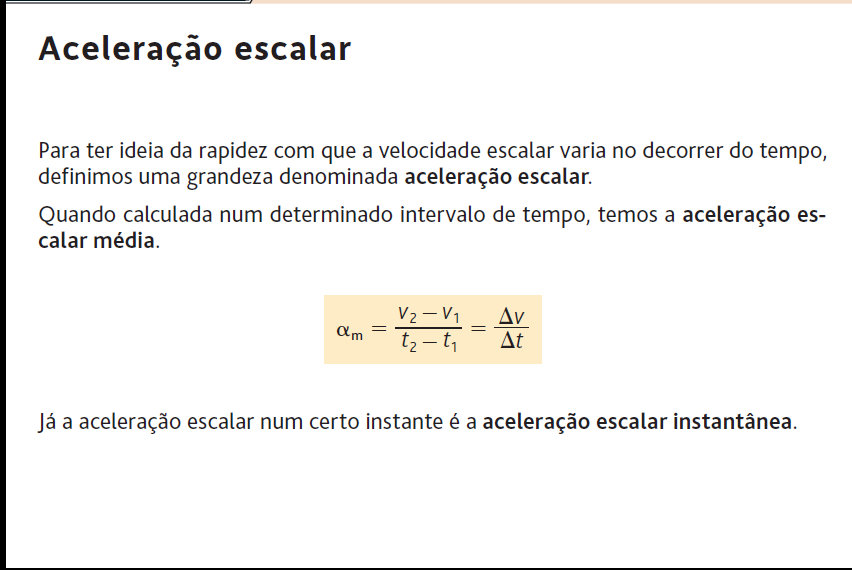 Aceleração escalar
Para ter ideia da rapidez com que a velocidade escalar varia no decorrer do tempo,
definimos uma grandeza denominada aceleração escalar.
Quando calculada num determinado intervalo de tempo, temos a aceleração es-
calar média.
αₘ = (v₂ – v₁)/(t₂ – t₁) = Δv/Δt
Já a aceleração escalar num certo instante é a aceleração escalar instantânea.